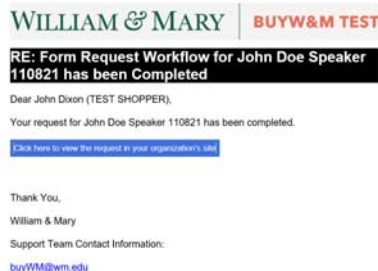 WILLIAM & MARY
BUYW&M TEST
RE: Form Request Workflow for John Doe Speaker
110821 has been Completed
Dear John Dixon (TEST SHOPPER),
Your request for John Doe Speaker 110821 has been completed.
Click here to view the request in your organization's site
Thank You,
William & Mary
Support Team Contact Information:
buyWM@wm.edu